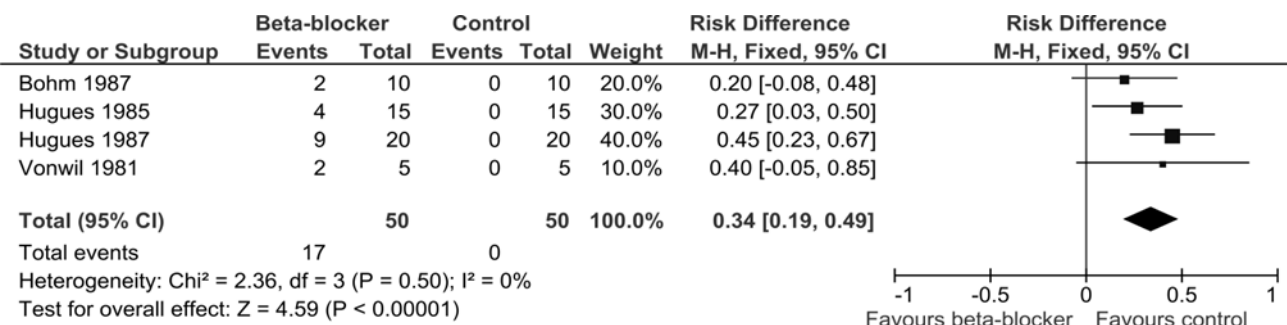 Beta-blocker Control Risk Difference Risk Difference
Study or Subgroup Events Total Events Total Weight M-H, Fixed, 95% CI M-H, Fixed, 95% CI
Bohm 1987 2 10 0 10 20.0% 0.20 [-0.08, 0.48]
Hugues 1985 4 15 0 15 30.0% 0.27 [0.03, 0.50]
Hugues 1987 9 20 0 20 40.0% 0.45 [0.23, 0.67]
Vonwil 1981 2 5 0 5 10.0% 0.40 [-0.05, 0.85]
Total (95% CI) 50 50 100.0% 0.34 [0.19, 0.49]
Total events 17 0
Heterogeneity: Chi² = 2.36, df = 3 (P = 0.50); I² = 0%
Test for overall effect: Z = 4.59 (P < 0.00001)
-1 -0.5 0 0.5 1
Favours beta-blocker Favours control